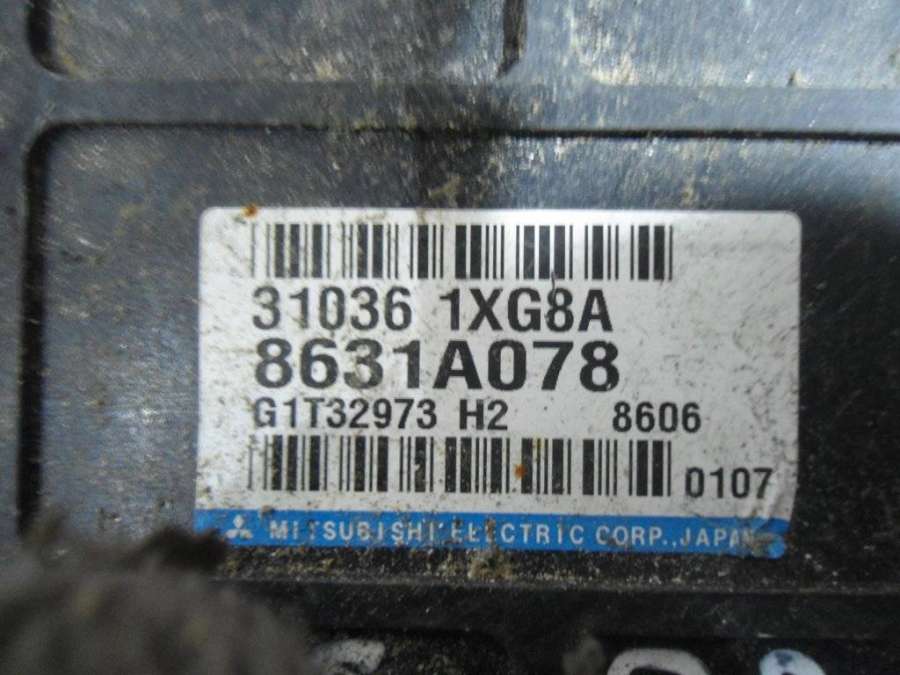 31036 1XG8A
8631A078
G1T32973 H2 8606
0107
MITSUBISHI ELECTRIC CORP., JAPAN